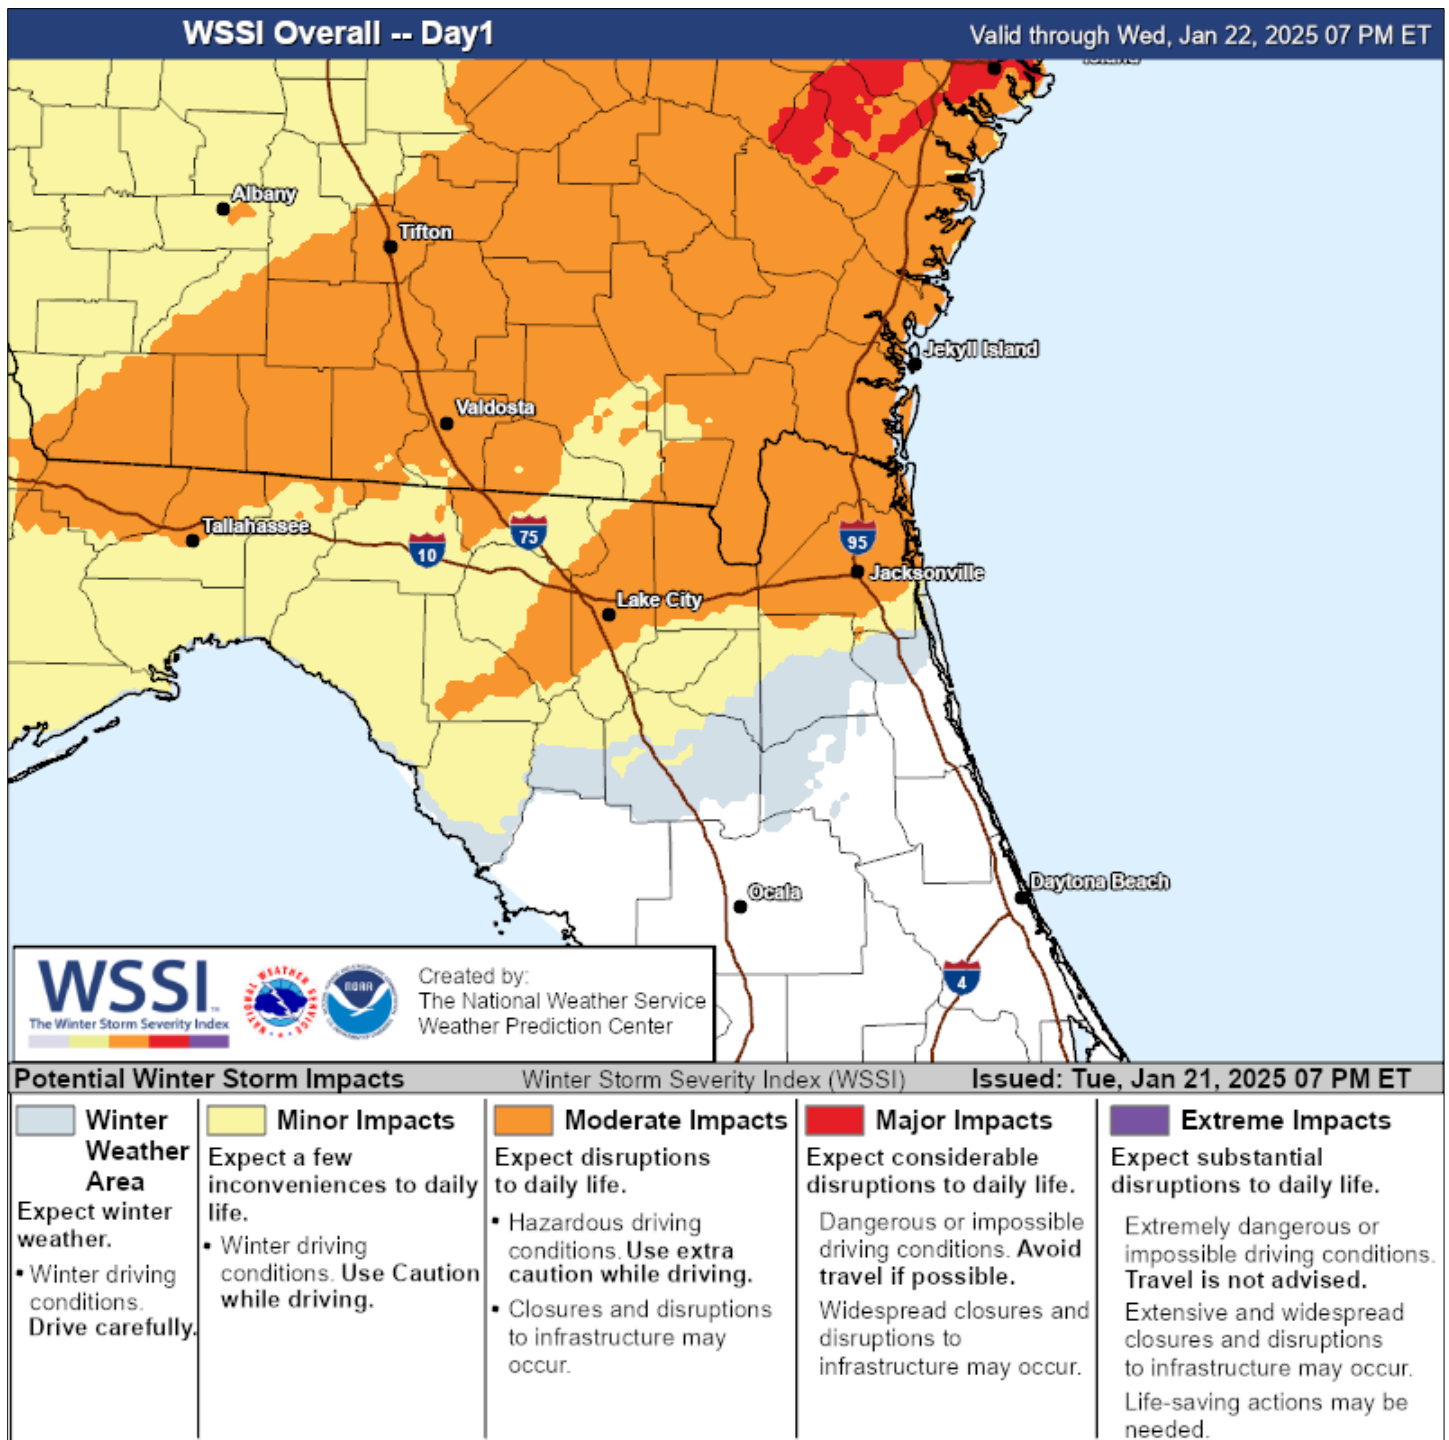 WSSI Overall -- Day1
Valid through Wed, Jan 22, 2025 07 PM ET
Island
Albany
Tifton
Jekyll Island
Valdosta
Tallahassee
10
75
95
Jacksonville
Lake City
Ocala
Daytona Beach
4
WSSI™
The Winter Storm Severity Index
NATIONAL WEATHER SERVICE
NOAA
Created by:
The National Weather Service
Weather Prediction Center
Potential Winter Storm Impacts
Winter Storm Severity Index (WSSI)
Issued: Tue, Jan 21, 2025 07 PM ET
Winter
Weather
Area
Expect winter
weather.
▪ Winter driving
conditions.
Drive carefully.
Minor Impacts
Expect a few
inconveniences to daily
life.
▪ Winter driving
conditions. Use Caution
while driving.
Moderate Impacts
Expect disruptions
to daily life.
▪ Hazardous driving
conditions. Use extra
caution while driving.
▪ Closures and disruptions
to infrastructure may
occur.
Major Impacts
Expect considerable
disruptions to daily life.
Dangerous or impossible
driving conditions. Avoid
travel if possible.
Widespread closures and
disruptions to
infrastructure may occur.
Extreme Impacts
Expect substantial
disruptions to daily life.
Extremely dangerous or
impossible driving conditions.
Travel is not advised.
Extensive and widespread
closures and disruptions
to infrastructure may occur.
Life-saving actions may be
needed.